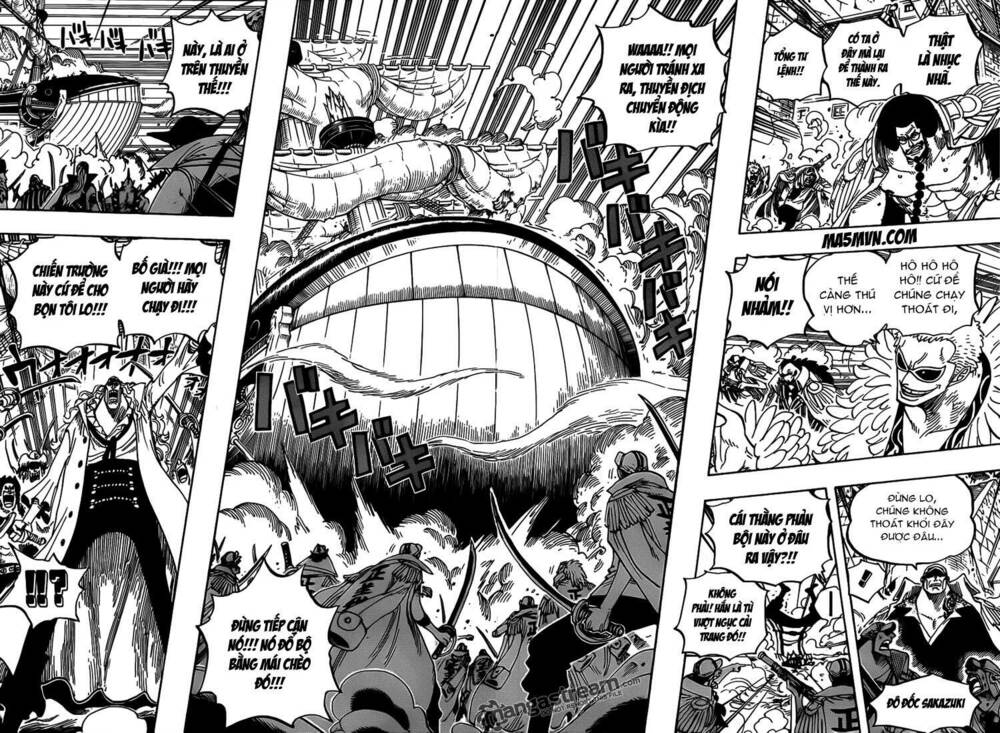 THẬT
LÀ NHỤC
NHÃ.
CÓ TA Ở
ĐÂY MÀ LẠI
ĐỂ THÀNH RA
THẾ NÀY.
TỔNG TƯ
LỆNH!!
MA5MVN.COM
HÔ HÔ HÔ
HÔ!! CỨ ĐỂ
CHÚNG CHẠY
THOÁT ĐI,
THẾ
CÀNG THÚ
VỊ HƠN...
NÓI
NHẢM!!
ĐỪNG LO,
CHÚNG KHÔNG
THOÁT KHỎI ĐÂY
ĐƯỢC ĐÂU...
!!
ĐÔ ĐỐC SAKAZUKI
CÁI THẰNG PHẢN
BỘI NÀY Ở ĐÂU
RA VẬY?!!
KHÔNG
PHẢI! HẮN LÀ TÙ
VƯỢT NGỤC CẢI
TRANG ĐÓ!!
WAAAA!! MỌI
NGƯỜI TRÁNH XA
RA, THUYỀN ĐỊCH
CHUYỂN ĐỘNG
KÌA!!
バキバキバキ
バキバキバキ
ĐỪNG TIẾP CẬN
NÓ!!! NÓ ĐỔ BỘ
BẰNG MÁI CHÈO
ĐÓ!!!
mangastream.com
NÀY, LÀ AI Ở
TRÊN THUYỀN
THẾ!!!
BỐ GIÀ!!! MỌI
NGƯỜI HÃY
CHẠY ĐI!
CHIẾN TRƯỜNG
NÀY CỨ ĐỂ CHO
BỌN TÔI LO!!!
!!?
正
正